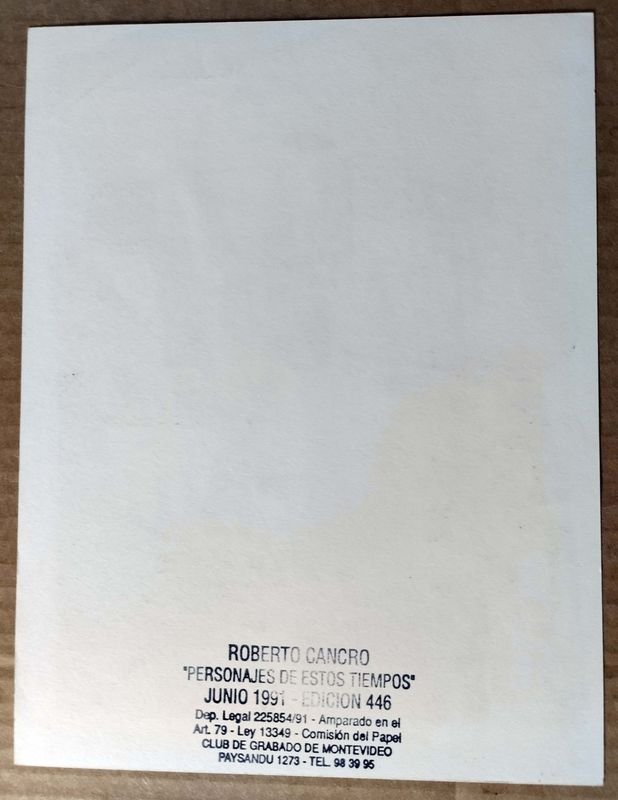 ROBERTO CANCRO
"PERSONAJES DE ESTOS TIEMPOS"
JUNIO 1991 - EDICION 446
Dep. Legal 225854/91 - Amparado en el
Art. 79 - Ley 13349 - Comisión del Papel
CLUB DE GRABADO DE MONTEVIDEO
PAYSANDU 1273 - TEL. 98 39 95